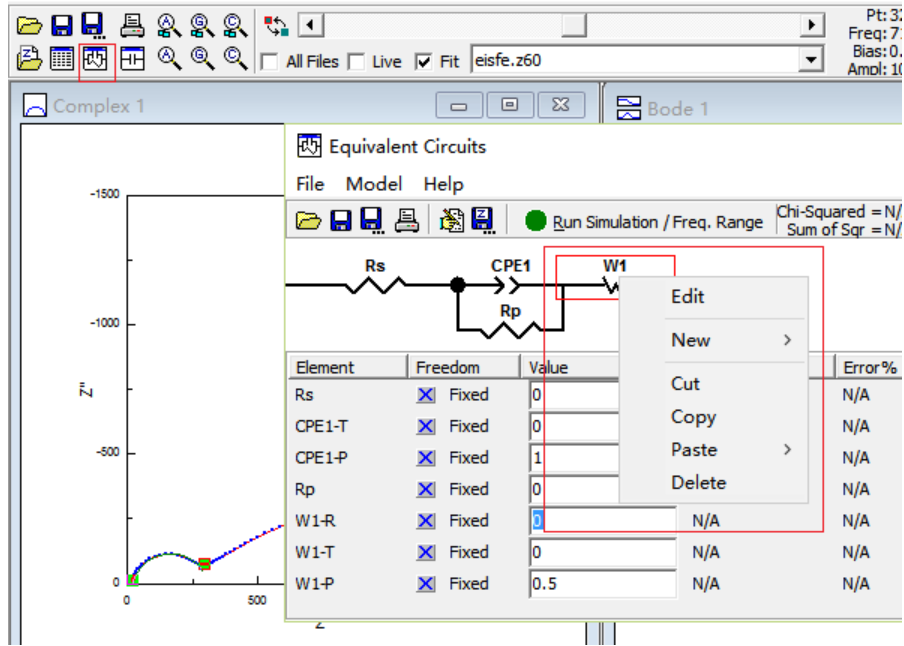 Pt: 32
Freq: 71
All Files Live Fit eisfe.z60
Bias: 0.
Ampl: 10
Complex 1
Bode 1
Equivalent Circuits
File Model Help
Run Simulation / Freq. Range
Chi-Squared = N/
Sum of Sqr = N/
Rs
CPE1
W1
Rp
Edit
New
Cut
Copy
Paste
Delete
Element Freedom Value Error%
Rs Fixed 0 N/A
CPE1-T Fixed 0 N/A
CPE1-P Fixed 1 N/A
Rp Fixed 0 N/A
W1-R Fixed 0 N/A N/A
W1-T Fixed 0 N/A N/A
W1-P Fixed 0.5 N/A N/A
-1500
-1000
Z''
-500
0
0 500